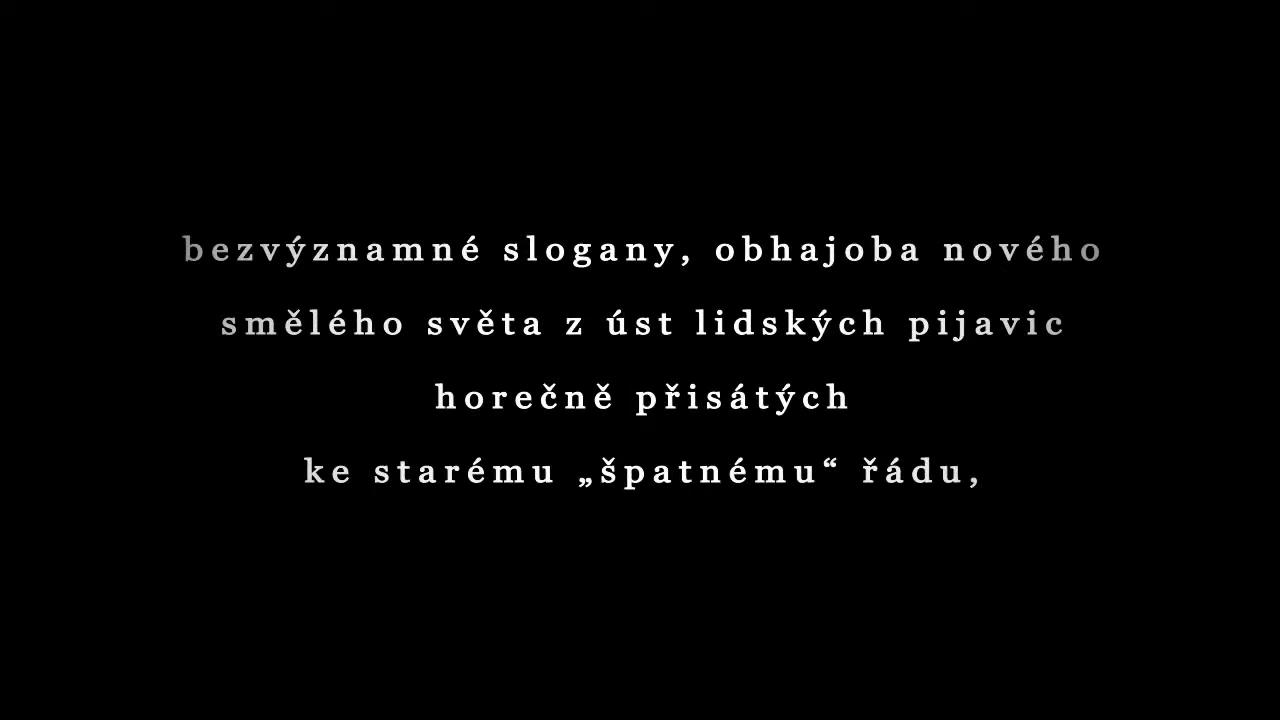 bezvýznamné slogany, obhajoba nového
smělého světa z úst lidských pijavic
horečně přisátých
ke starému „špatnému“ řádu,